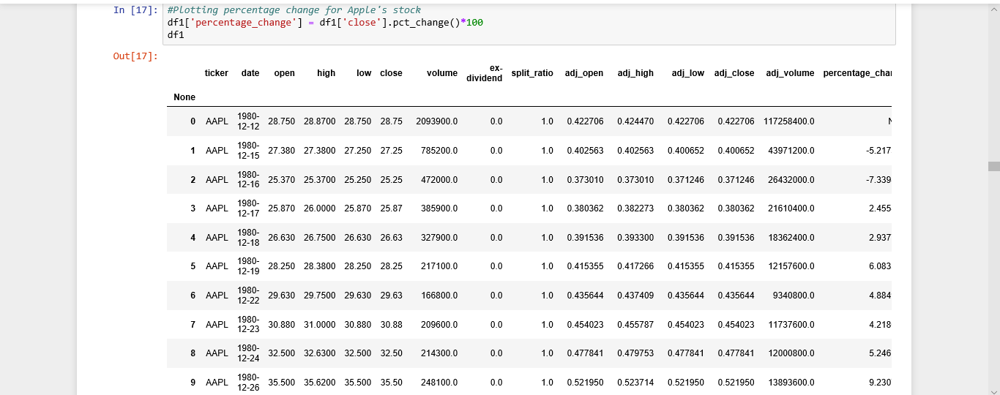 In [17]: #Plotting percentage change for Apple's stock
df1['percentage_change'] = df1['close'].pct_change()*100
df1
Out[17]:
ticker date open high low close volume ex-dividend split_ratio adj_open adj_high adj_low adj_close adj_volume percentage_chan
None
0 AAPL 1980-12-12 28.750 28.8700 28.750 28.75 2093900.0 0.0 1.0 0.422706 0.424470 0.422706 0.422706 117258400.0 N
1 AAPL 1980-12-15 27.380 27.3800 27.250 27.25 785200.0 0.0 1.0 0.402563 0.402563 0.400652 0.400652 43971200.0 -5.217
2 AAPL 1980-12-16 25.370 25.3700 25.250 25.25 472000.0 0.0 1.0 0.373010 0.373010 0.371246 0.371246 26432000.0 -7.339
3 AAPL 1980-12-17 25.870 26.0000 25.870 25.87 385900.0 0.0 1.0 0.380362 0.382273 0.380362 0.380362 21610400.0 2.455
4 AAPL 1980-12-18 26.630 26.7500 26.630 26.63 327900.0 0.0 1.0 0.391536 0.393300 0.391536 0.391536 18362400.0 2.937
5 AAPL 1980-12-19 28.250 28.3800 28.250 28.25 217100.0 0.0 1.0 0.415355 0.417266 0.415355 0.415355 12157600.0 6.083
6 AAPL 1980-12-22 29.630 29.7500 29.630 29.63 166800.0 0.0 1.0 0.435644 0.437409 0.435644 0.435644 9340800.0 4.884
7 AAPL 1980-12-23 30.880 31.0000 30.880 30.88 209600.0 0.0 1.0 0.454023 0.455787 0.454023 0.454023 11737600.0 4.218
8 AAPL 1980-12-24 32.500 32.6300 32.500 32.50 214300.0 0.0 1.0 0.477841 0.479753 0.477841 0.477841 12000800.0 5.246
9 AAPL 1980-12-26 35.500 35.6200 35.500 35.50 248100.0 0.0 1.0 0.521950 0.523714 0.521950 0.521950 13893600.0 9.230